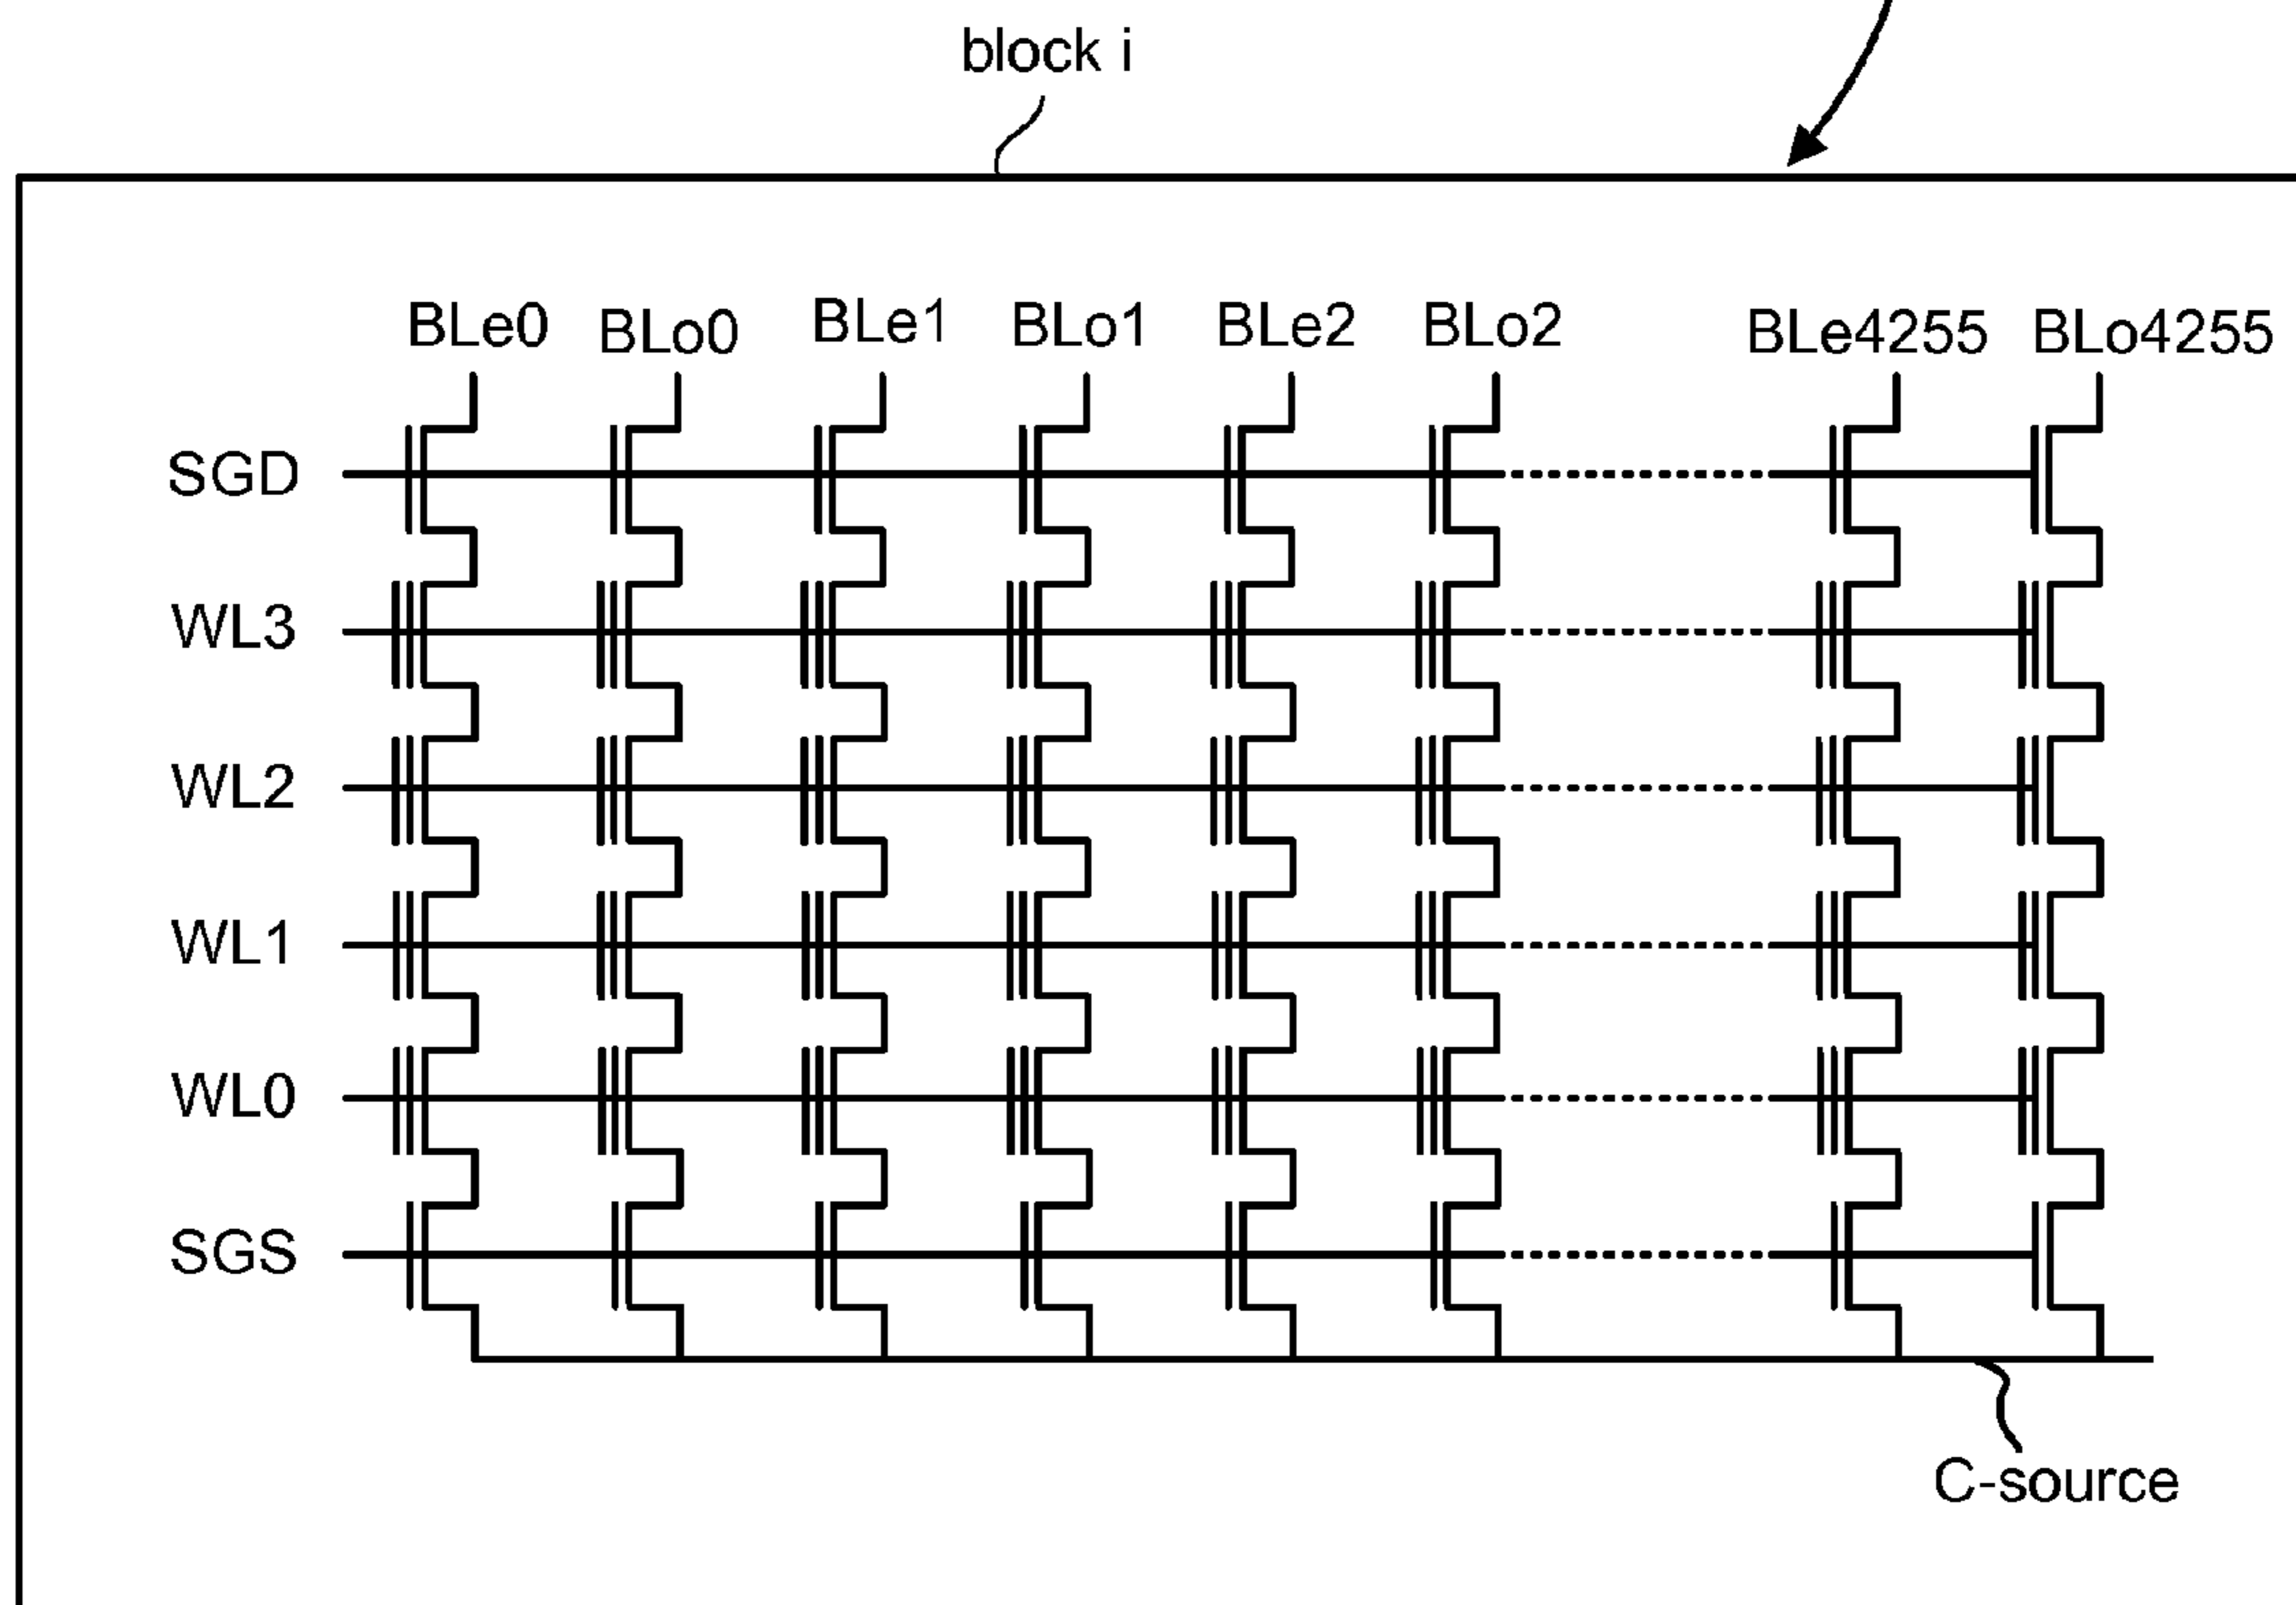 block i
BLe0 BLo0 BLe1 BLo1 BLe2 BLo2 BLe4255 BLo4255
SGD
WL3
WL2
WL1
WL0
SGS
C-source